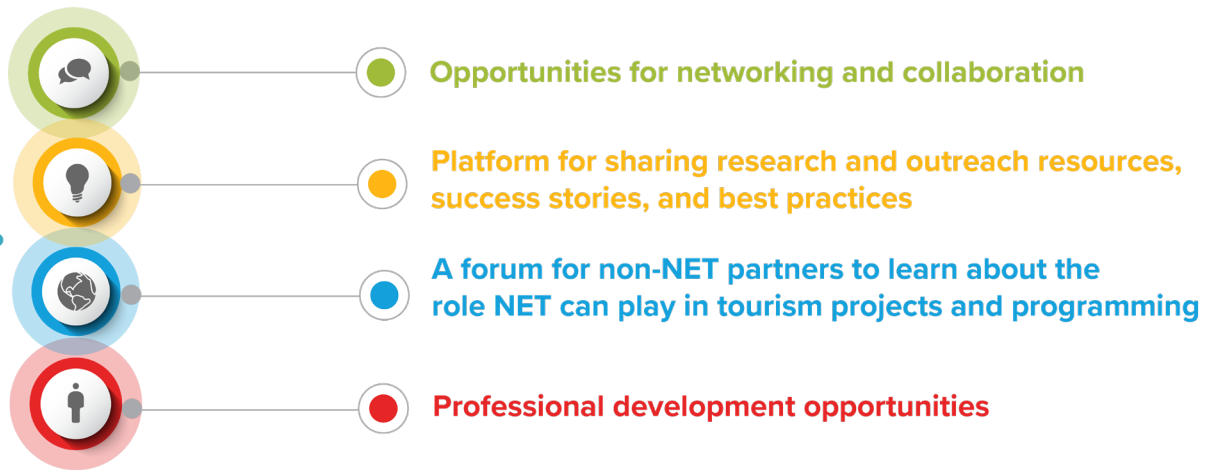 Opportunities for networking and collaboration
Platform for sharing research and outreach resources,
success stories, and best practices
A forum for non-NET partners to learn about the
role NET can play in tourism projects and programming
Professional development opportunities